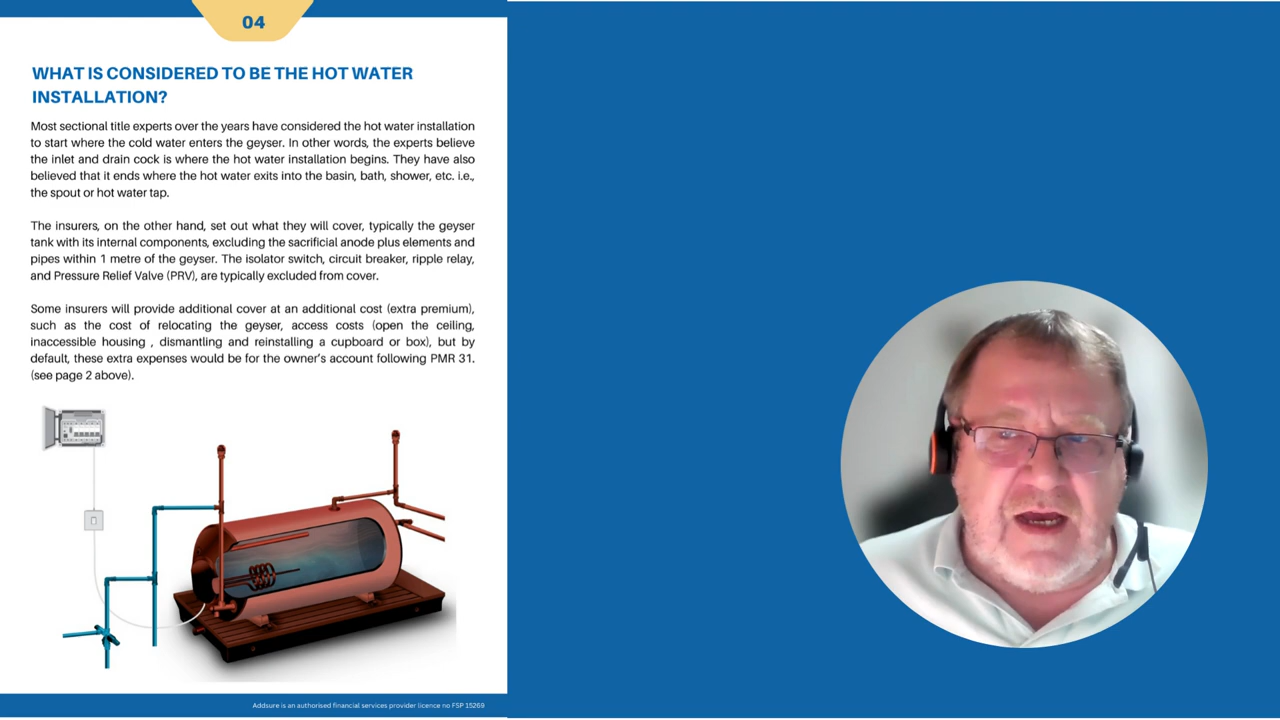 04
WHAT IS CONSIDERED TO BE THE HOT WATER
INSTALLATION?
Most sectional title experts over the years have considered the hot water installation
to start where the cold water enters the geyser. In other words, the experts believe
the inlet and drain cock is where the hot water installation begins. They have also
believed that it ends where the hot water exits into the basin, bath, shower, etc. i.e.,
the spout or hot water tap.
The insurers, on the other hand, set out what they will cover, typically the geyser
tank with its internal components, excluding the sacrificial anode plus elements and
pipes within 1 metre of the geyser. The isolator switch, circuit breaker, ripple relay,
and Pressure Relief Valve (PRV), are typically excluded from cover.
Some insurers will provide additional cover at an additional cost (extra premium),
such as the cost of relocating the geyser, access costs (open the ceiling,
inaccessible housing , dismantling and reinstalling a cupboard or box), but by
default, these extra expenses would be for the owner's account following PMR 31.
(see page 2 above).
Addsure is an authorised financial services provider licence no FSP 15269